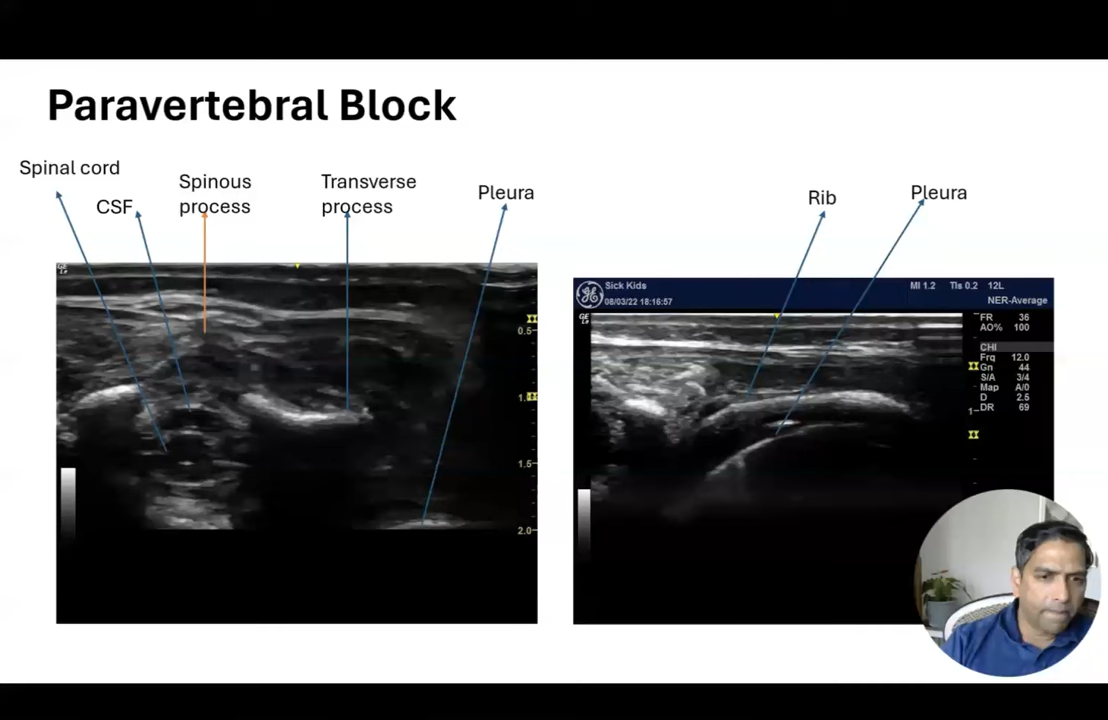 Paravertebral Block
Spinal cord
CSF
Spinous
process
Transverse
process
Pleura
Rib
Pleura
0.5
1.0
1.5
2.0
Sick Kids
08/03/22 18:16:57
MI 1.2 TIs 0.2 12L
NER-Average
GE
FR 36
AO% 100
CHI
Frq 12.0
Gn 44
S/A 3/4
Map A/0
D 2.5
DR 69
1